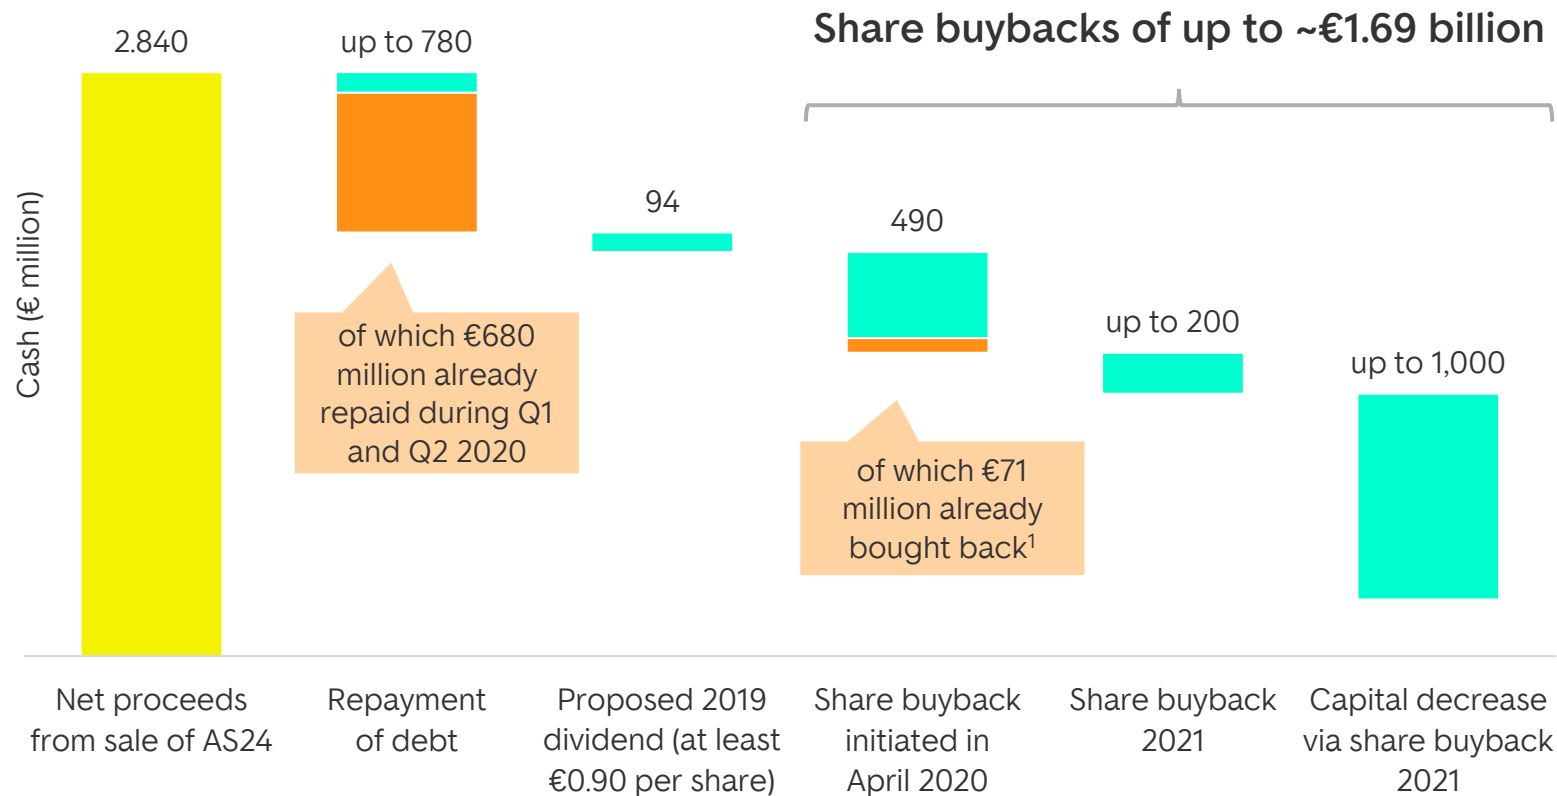 Share buybacks of up to ~€1.69 billion
2.840
up to 780
94
490
up to 200
up to 1,000
Cash (€ million)
of which €680
million already
repaid during Q1
and Q2 2020
of which €71
million already
bought back¹
Net proceeds
from sale of AS24
Repayment
of debt
Proposed 2019
dividend (at least
€0.90 per share)
Share buyback
initiated in
April 2020
Share buyback
2021
Capital decrease
via share buyback
2021